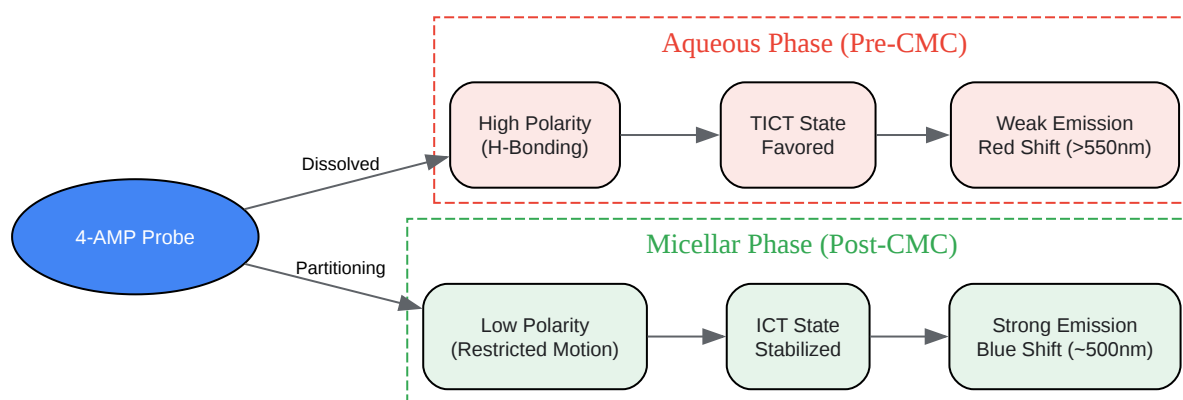 Aqueous Phase (Pre-CMC)
High Polarity
(H-Bonding)
TICT State
Favored
Weak Emission
Red Shift (>550nm)
Dissolved
4-AMP Probe
Partitioning
Micellar Phase (Post-CMC)
Low Polarity
(Restricted Motion)
ICT State
Stabilized
Strong Emission
Blue Shift (~500nm)